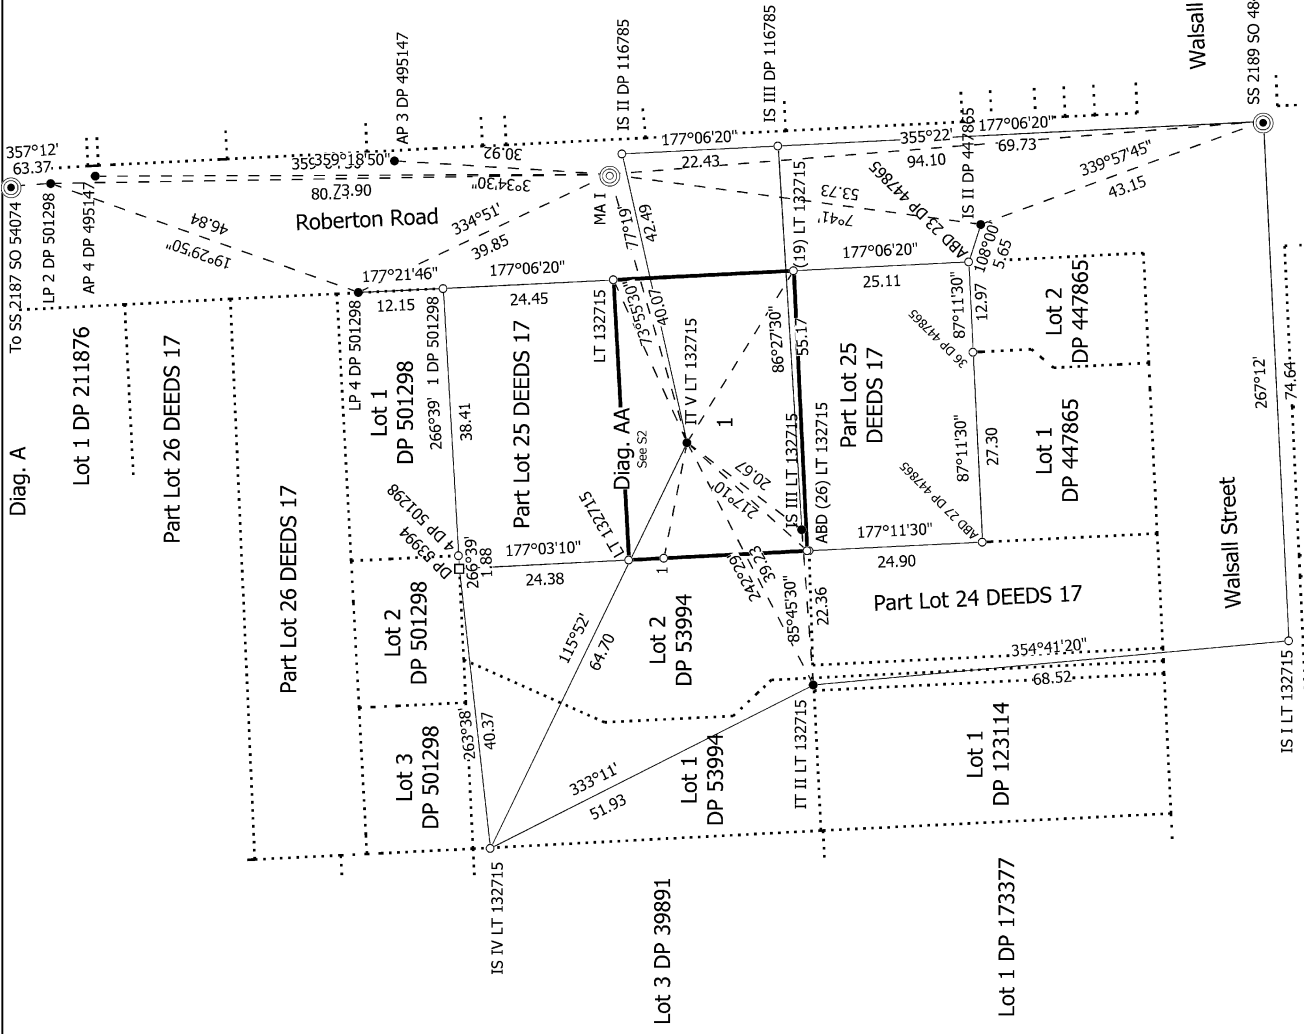 Walsall
SS 2189 SO 48
IS III DP 116785
IS II DP 116785
AP 3 DP 495147
357°12'
63.37
359°18'50"
30.92
177°06'20"
22.43
355°22'
94.10
177°06'20"
69.73
339°57'45"
43.15
To SS 2187 SO 54074
LP 2 DP 501298
AP 4 DP 495147
80.
73.90
3°34'30"
MA I
Roberton Road
46.84
19°29'50"
334°51'
39.85
77°19'
42.49
53.73
7°41'
(19) LT 132715
ABD 23 DP 447865
IS II DP 447865
108°00'
5.65
177°21'46"
12.15
177°06'20"
24.45
177°06'20"
25.11
LP 4 DP 501298
1 DP 501298
LT 132715
73°55'30"
40.07
IT V LT 132715
86°27'30"
55.17
36 DP 447865
87°11'30"
12.97
Lot 2
DP 447865
Diag. A
Lot 1 DP 211876
Part Lot 26 DEEDS 17
Lot 1
DP 501298
266°39'
38.41
Part Lot 25 DEEDS 17
Diag. AA
See S2
1
Part Lot 25
DEEDS 17
87°11'30"
27.30
Lot 1
DP 447865
267°12'
74.64
Part Lot 26 DEEDS 17
4 DP 501298
DP 83994
266°39'
1.88
177°03'10"
24.38
LT 132715
1
217°10'
20.67
IS III LT 132715
ABD (26) LT 132715
ABD 27 DP 447865
177°11'30"
24.90
Walsall Street
Lot 2
DP 501298
115°52'
64.70
Lot 2
DP 53994
242°29'
39.23
85°45'30"
22.36
Part Lot 24 DEEDS 17
354°41'20"
68.52
IS I LT 132715
Lot 3
DP 501298
263°38'
40.37
333°11'
51.93
Lot 1
DP 53994
IT II LT 132715
Lot 1
DP 123114
IS IV LT 132715
Lot 3 DP 39891
Lot 1 DP 173377